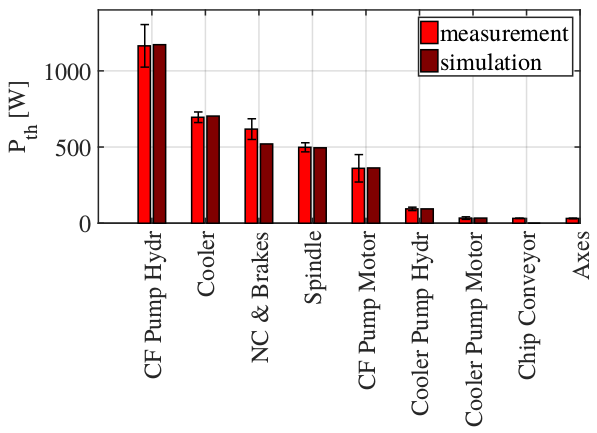 measurement
simulation
P_th [W]
1000
500
0
CF Pump Hydr
Cooler
NC & Brakes
Spindle
CF Pump Motor
Cooler Pump Hydr
Cooler Pump Motor
Chip Conveyor
Axes